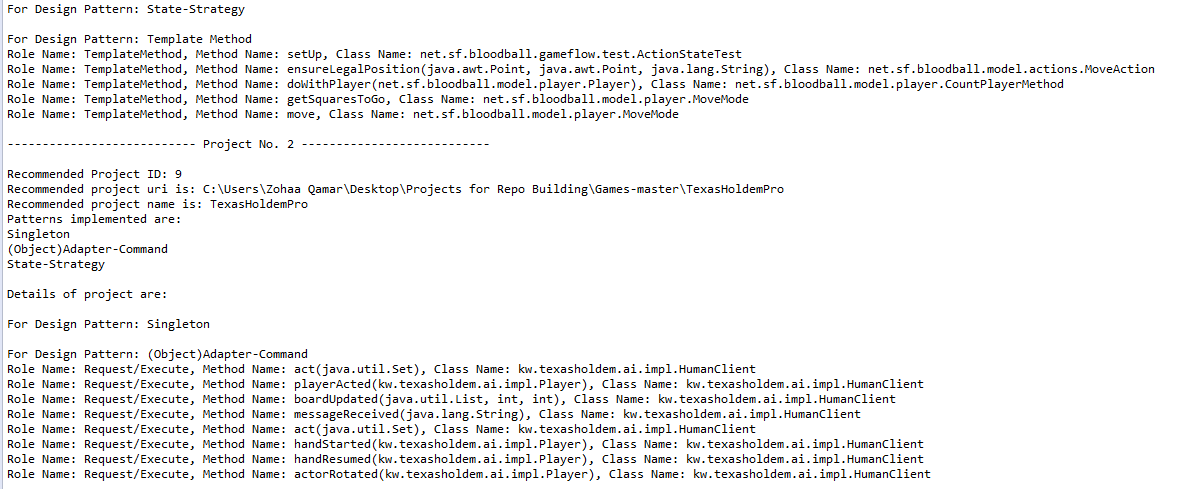 For Design Pattern: State-Strategy
For Design Pattern: Template Method
Role Name: TemplateMethod, Method Name: setUp, Class Name: net.sf.bloodball.gameflow.test.ActionStateTest
Role Name: TemplateMethod, Method Name: ensureLegalPosition(java.awt.Point, java.awt.Point, java.lang.String), Class Name: net.sf.bloodball.model.actions.MoveAction
Role Name: TemplateMethod, Method Name: doWithPlayer(net.sf.bloodball.model.player.Player), Class Name: net.sf.bloodball.model.player.CountPlayerMethod
Role Name: TemplateMethod, Method Name: getSquaresToGo, Class Name: net.sf.bloodball.model.player.MoveMode
Role Name: TemplateMethod, Method Name: move, Class Name: net.sf.bloodball.model.player.MoveMode
--------------------------- Project No. 2 ---------------------------
Recommended Project ID: 9
Recommended project uri is: C:\Users\Zohaa Qamar\Desktop\Projects for Repo Building\Games-master\TexasHoldemPro
Recommended project name is: TexasHoldemPro
Patterns implemented are:
Singleton
(Object)Adapter-Command
State-Strategy
Details of project are:
For Design Pattern: Singleton
For Design Pattern: (Object)Adapter-Command
Role Name: Request/Execute, Method Name: act(java.util.Set), Class Name: kw.texasholdem.ai.impl.HumanClient
Role Name: Request/Execute, Method Name: playerActed(kw.texasholdem.ai.impl.Player), Class Name: kw.texasholdem.ai.impl.HumanClient
Role Name: Request/Execute, Method Name: boardUpdated(java.util.List, int, int), Class Name: kw.texasholdem.ai.impl.HumanClient
Role Name: Request/Execute, Method Name: messageReceived(java.lang.String), Class Name: kw.texasholdem.ai.impl.HumanClient
Role Name: Request/Execute, Method Name: act(java.util.Set), Class Name: kw.texasholdem.ai.impl.HumanClient
Role Name: Request/Execute, Method Name: handStarted(kw.texasholdem.ai.impl.Player), Class Name: kw.texasholdem.ai.impl.HumanClient
Role Name: Request/Execute, Method Name: handResumed(kw.texasholdem.ai.impl.Player), Class Name: kw.texasholdem.ai.impl.HumanClient
Role Name: Request/Execute, Method Name: actorRotated(kw.texasholdem.ai.impl.Player), Class Name: kw.texasholdem.ai.impl.HumanClient